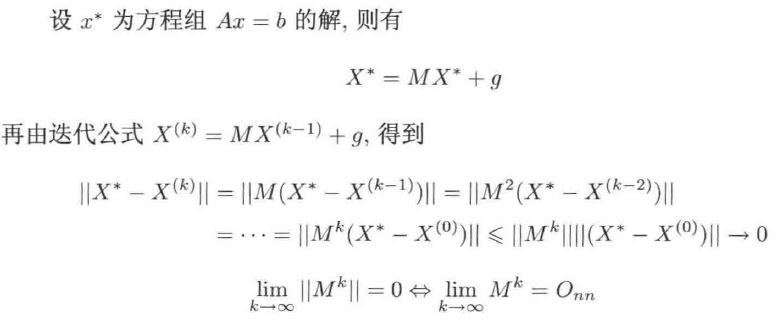 设 x* 为方程组 Ax = b 的解, 则有
X* = MX* + g
再由迭代公式 X^(k) = MX^(k−1) + g, 得到
||X* − X^(k)|| = ||M(X* − X^(k−1))|| = ||M²(X* − X^(k−2))||
= ··· = ||M^k(X* − X^(0))|| ⩽ ||M^k||||(X* − X^(0))|| → 0
lim_{k→∞} ||M^k|| = 0 ⇔ lim_{k→∞} M^k = O_{nn}